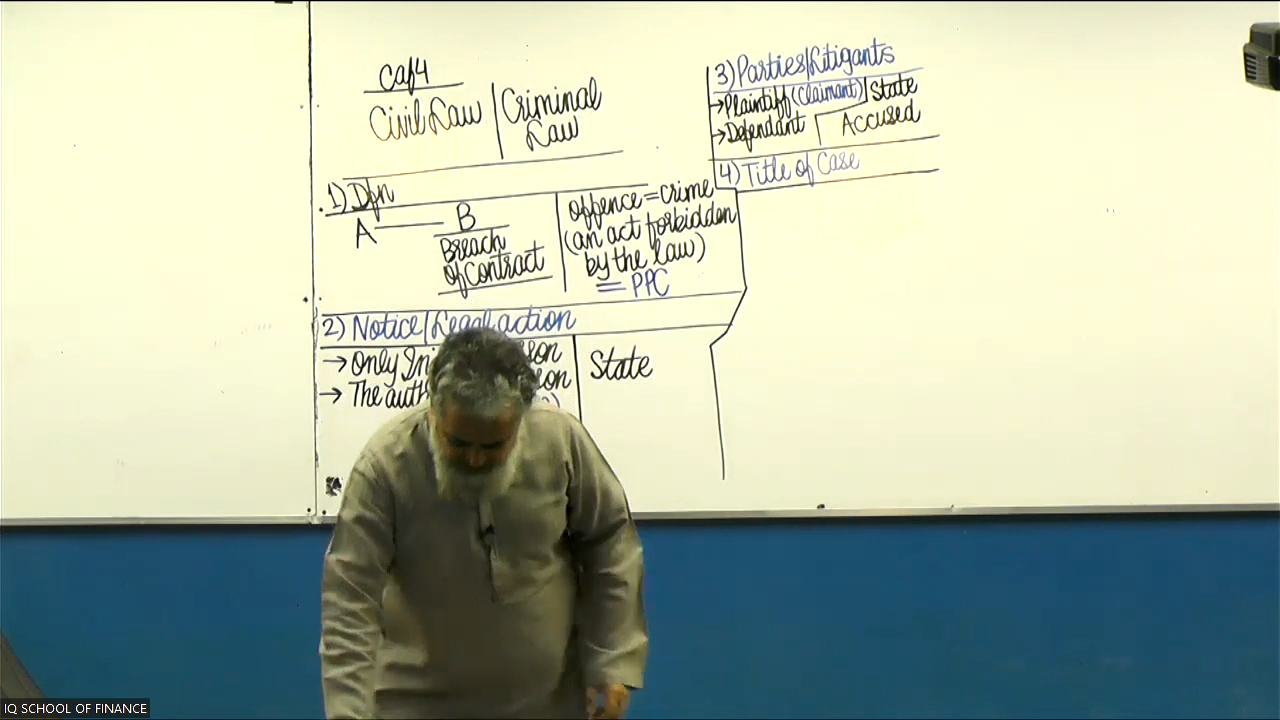 Caf4
Civil Law | Criminal Law
1) Dfn
A — B
Breach
of Contract
offence = crime
(an act forbidden
by the law)
= PPC
2) Notice/Legal action
→ Only
→ The
State
3) Parties/Litigants
→ Plaintiff (Claimant) | State
→ Defendant
Accused
4) Title of Case
IQ SCHOOL OF FINANCE